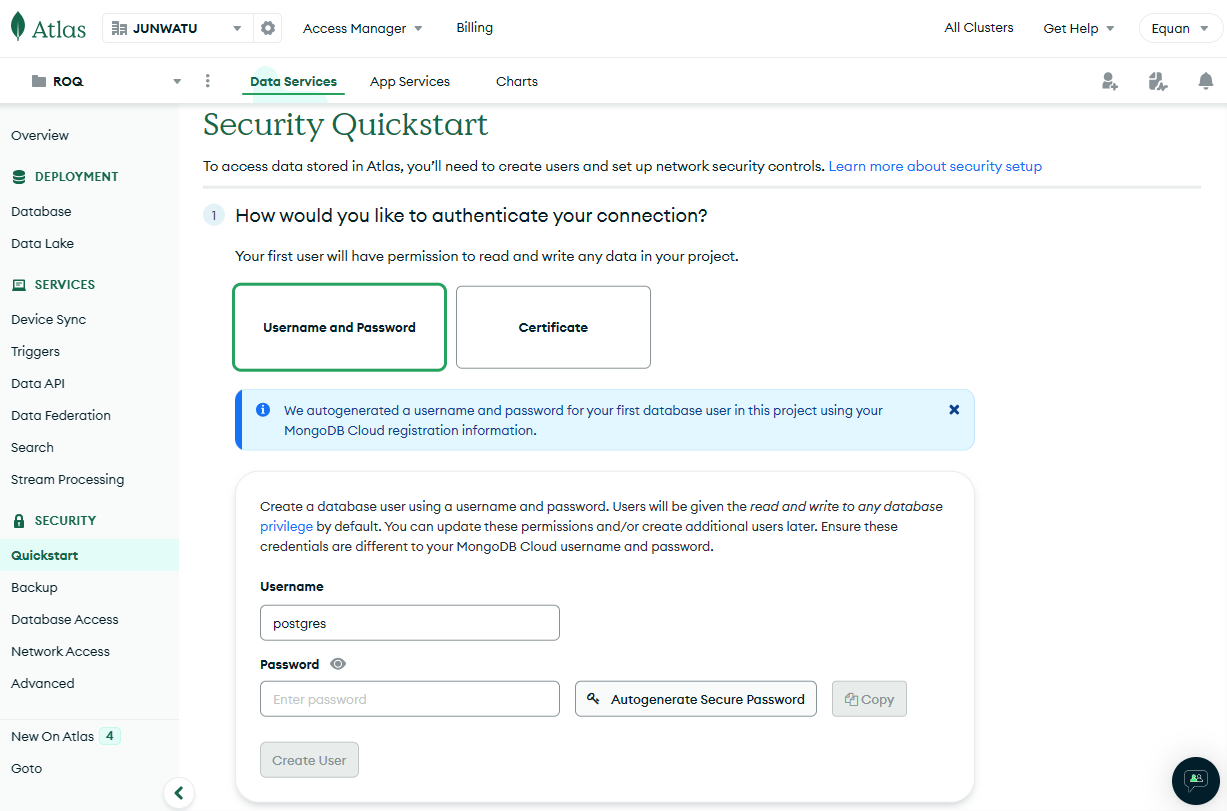 Atlas
JUNWATU
Access Manager
Billing
All Clusters
Get Help
Equan
ROQ
Data Services
App Services
Charts
Overview
DEPLOYMENT
Database
Data Lake
SERVICES
Device Sync
Triggers
Data API
Data Federation
Search
Stream Processing
SECURITY
Quickstart
Backup
Database Access
Network Access
Advanced
New On Atlas 4
Goto
Security Quickstart
To access data stored in Atlas, you’ll need to create users and set up network security controls. Learn more about security setup
1 How would you like to authenticate your connection?
Your first user will have permission to read and write any data in your project.
Username and Password
Certificate
We autogenerated a username and password for your first database user in this project using your
MongoDB Cloud registration information.
Create a database user using a username and password. Users will be given the read and write to any database
privilege by default. You can update these permissions and/or create additional users later. Ensure these
credentials are different to your MongoDB Cloud username and password.
Username
postgres
Password
Enter password
Autogenerate Secure Password
Copy
Create User